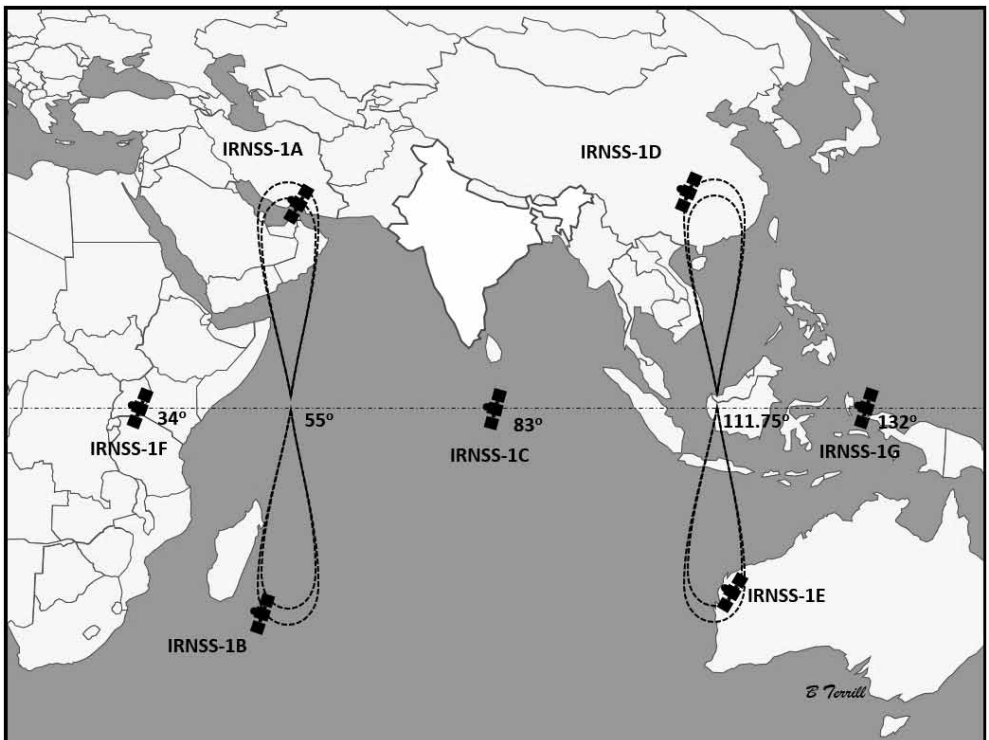 IRNSS-1A
IRNSS-1D
34º
55º
83º
111.75º
132º
IRNSS-1F
IRNSS-1C
IRNSS-1G
IRNSS-1E
IRNSS-1B
B Terrill